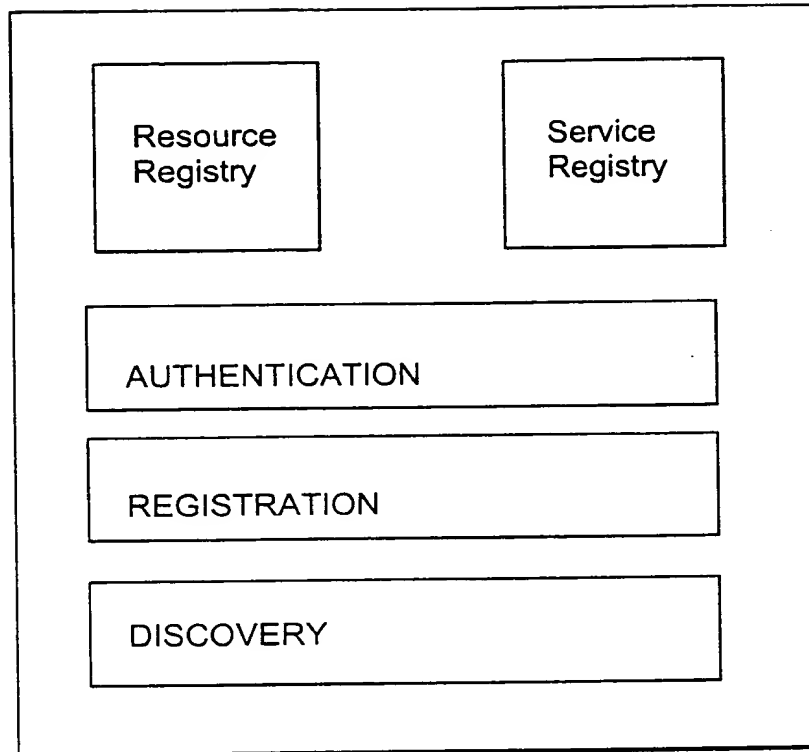 Resource
Registry
Service
Registry
AUTHENTICATION
REGISTRATION
DISCOVERY